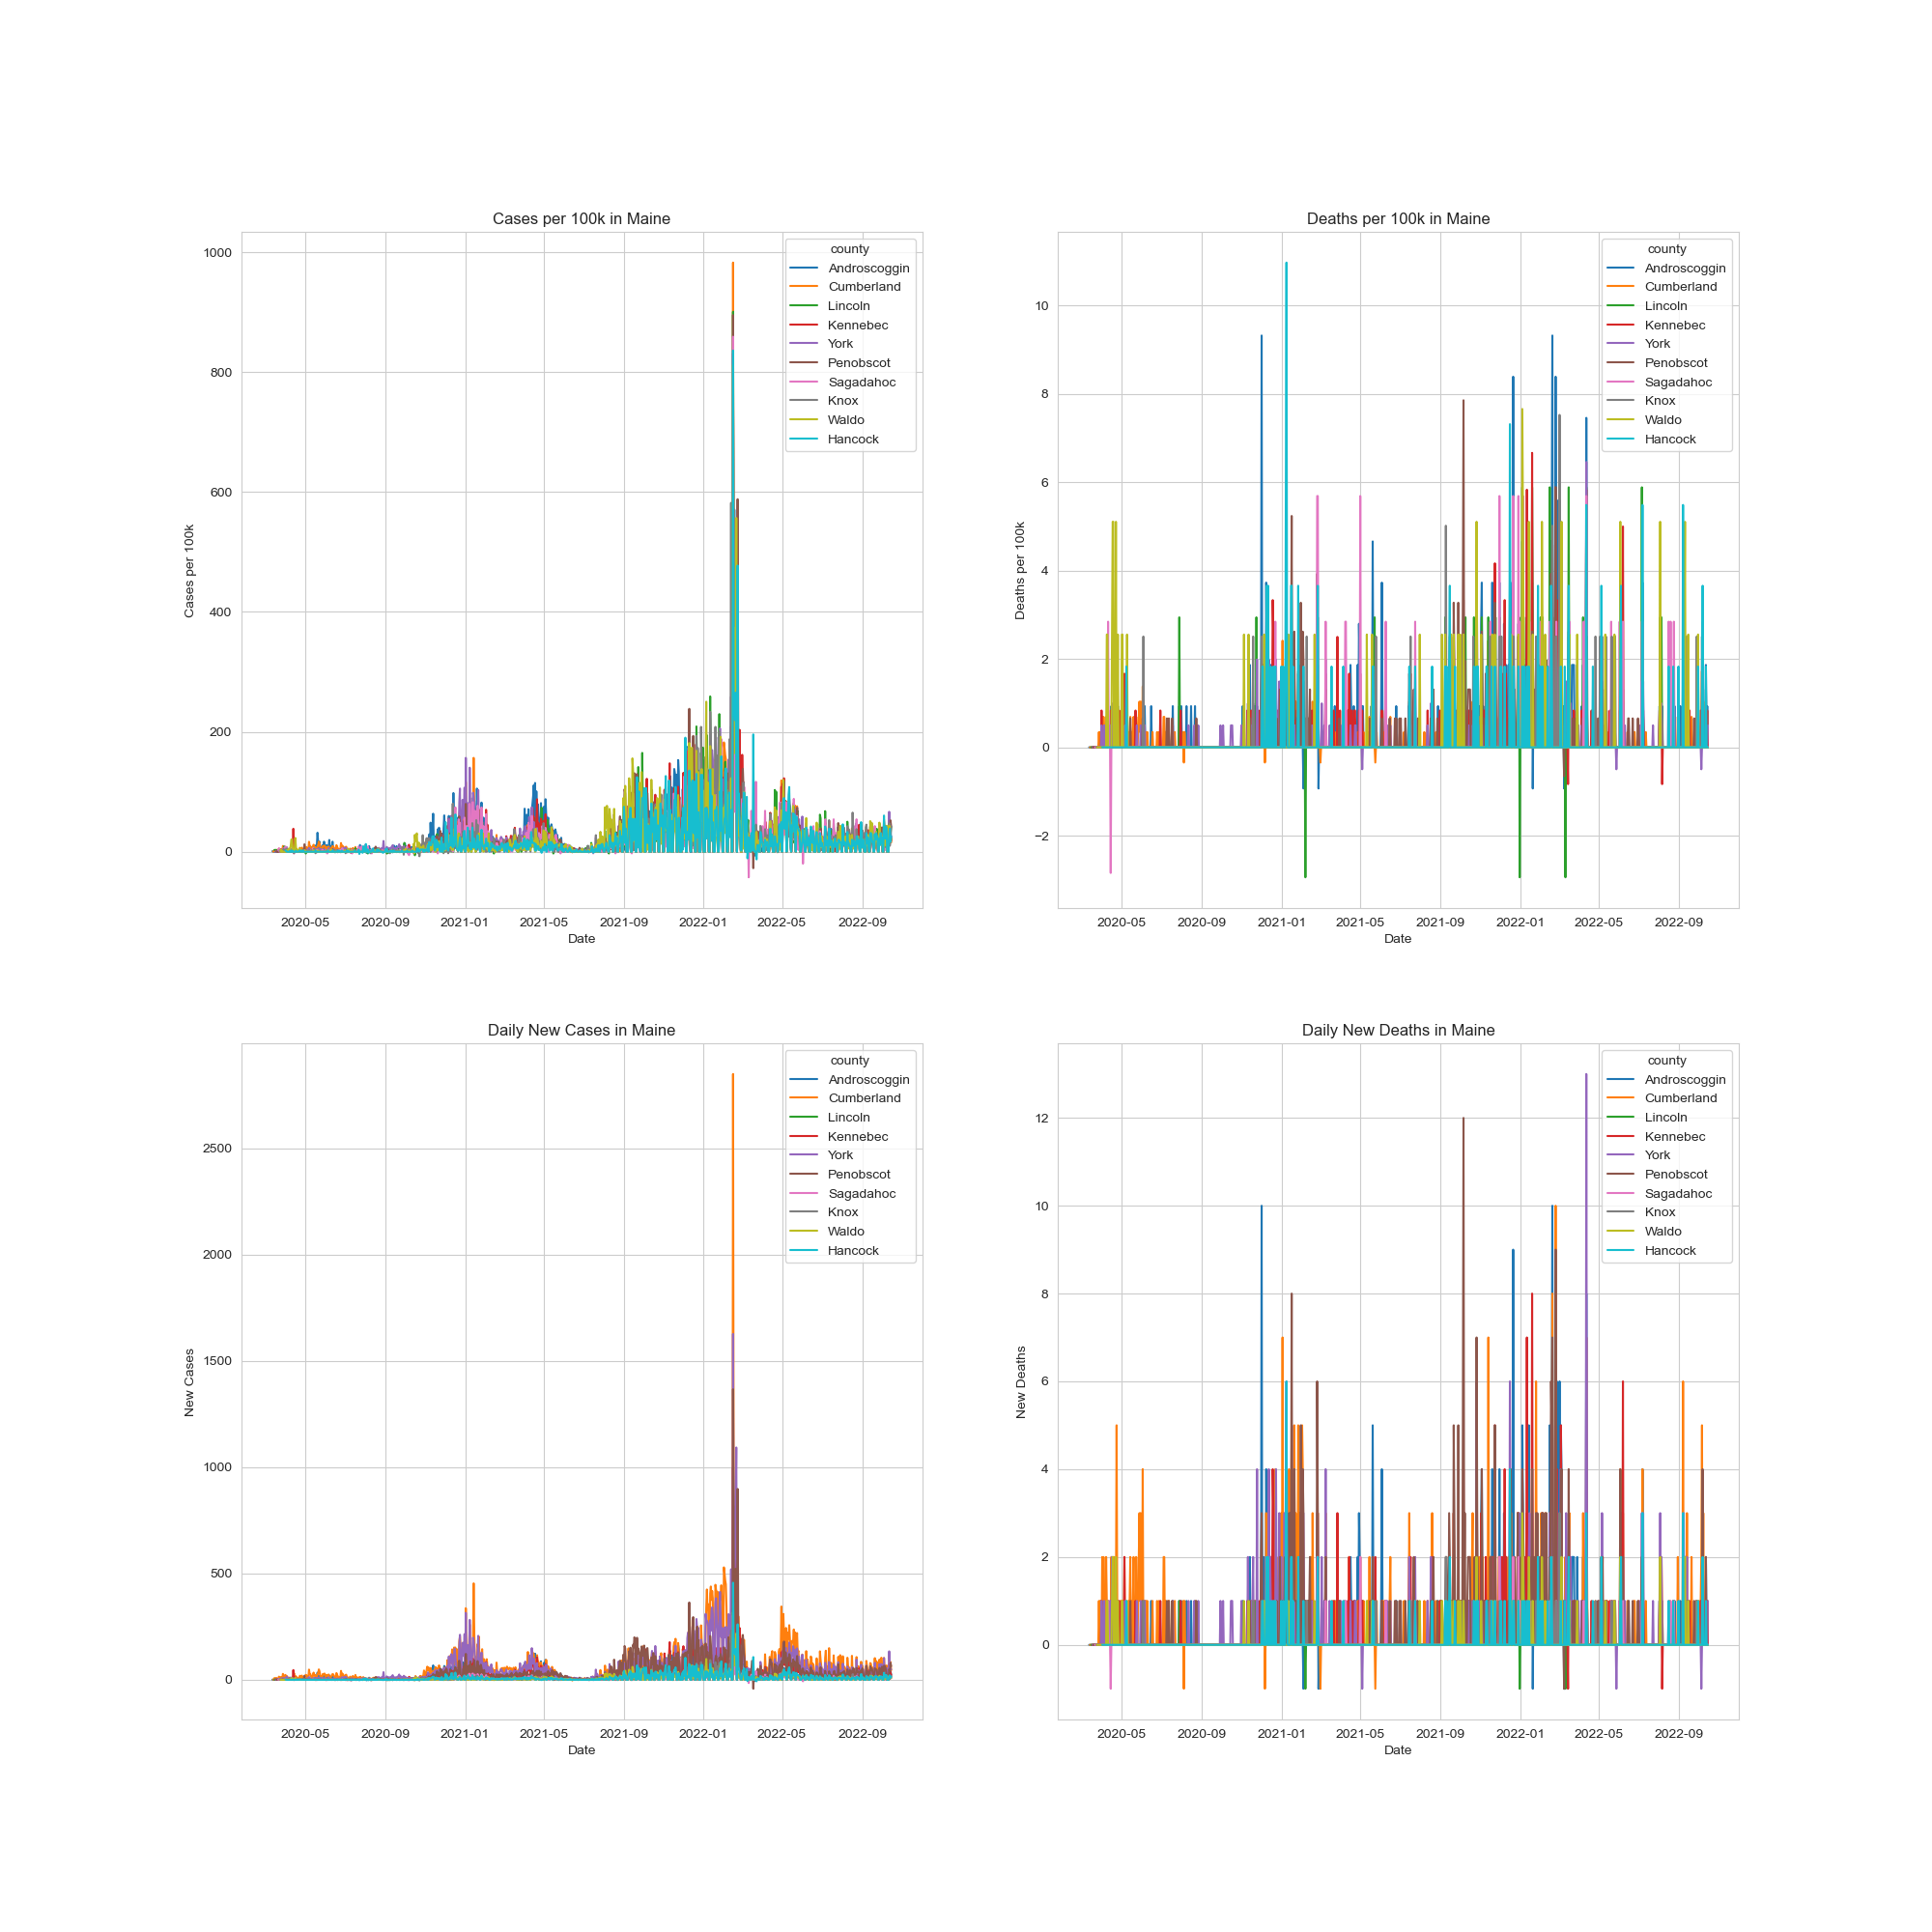 Cases per 100k in Maine
Cases per 100k
1000
800
600
400
200
0
county
Androscoggin
Cumberland
Lincoln
Kennebec
York
Penobscot
Sagadahoc
Knox
Waldo
Hancock
2020-05 2020-09 2021-01 2021-05 2021-09 2022-01 2022-05 2022-09
Date
Deaths per 100k in Maine
Deaths per 100k
10
8
6
4
2
0
−2
county
Androscoggin
Cumberland
Lincoln
Kennebec
York
Penobscot
Sagadahoc
Knox
Waldo
Hancock
2020-05 2020-09 2021-01 2021-05 2021-09 2022-01 2022-05 2022-09
Date
Daily New Cases in Maine
New Cases
2500
2000
1500
1000
500
0
county
Androscoggin
Cumberland
Lincoln
Kennebec
York
Penobscot
Sagadahoc
Knox
Waldo
Hancock
2020-05 2020-09 2021-01 2021-05 2021-09 2022-01 2022-05 2022-09
Date
Daily New Deaths in Maine
New Deaths
12
10
8
6
4
2
0
county
Androscoggin
Cumberland
Lincoln
Kennebec
York
Penobscot
Sagadahoc
Knox
Waldo
Hancock
2020-05 2020-09 2021-01 2021-05 2021-09 2022-01 2022-05 2022-09
Date